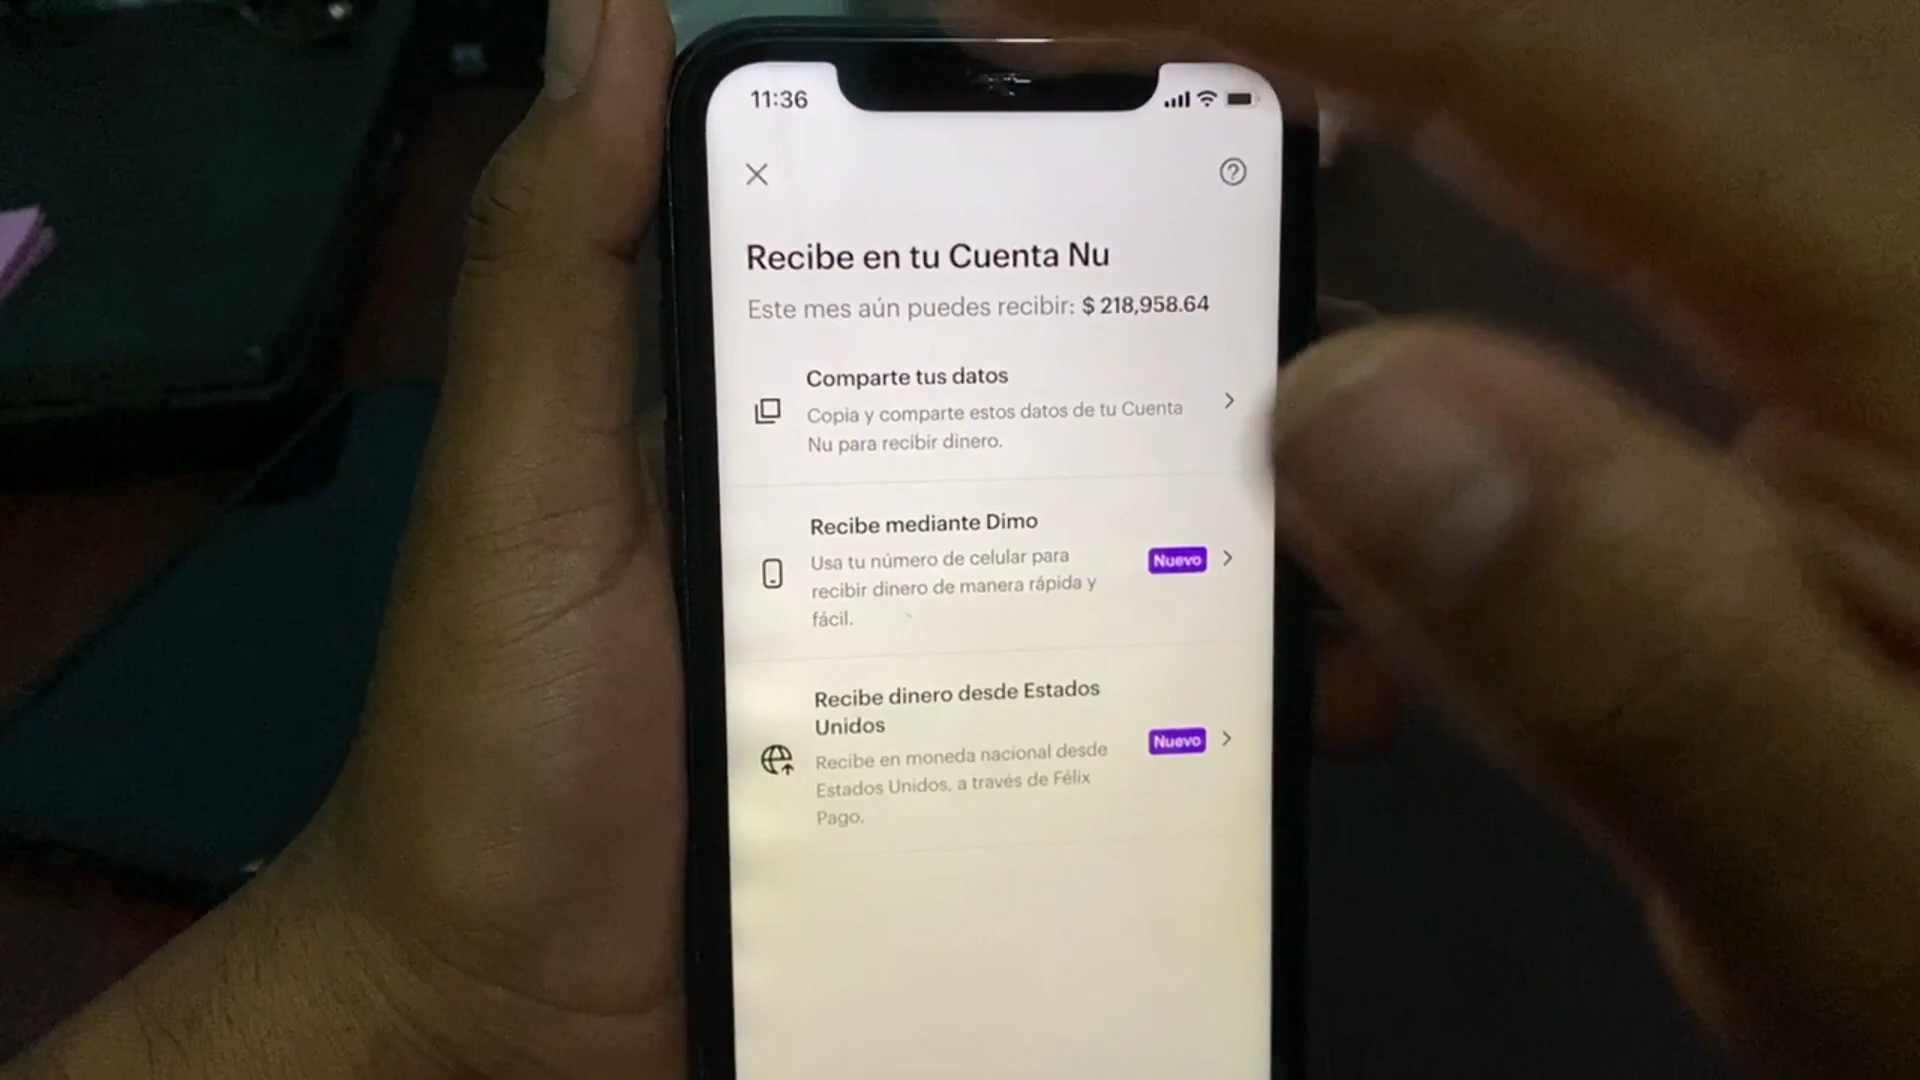 11:36
Recibe en tu Cuenta Nu
Este mes aún puedes recibir: $ 218,958.64
Comparte tus datos
Copia y comparte estos datos de tu Cuenta
Nu para recibir dinero.
Recibe mediante Dimo
Usa tu número de celular para
recibir dinero de manera rápida y
fácil.
Nuevo
Recibe dinero desde Estados
Unidos
Recibe en moneda nacional desde
Estados Unidos, a través de Félix
Pago.
Nuevo